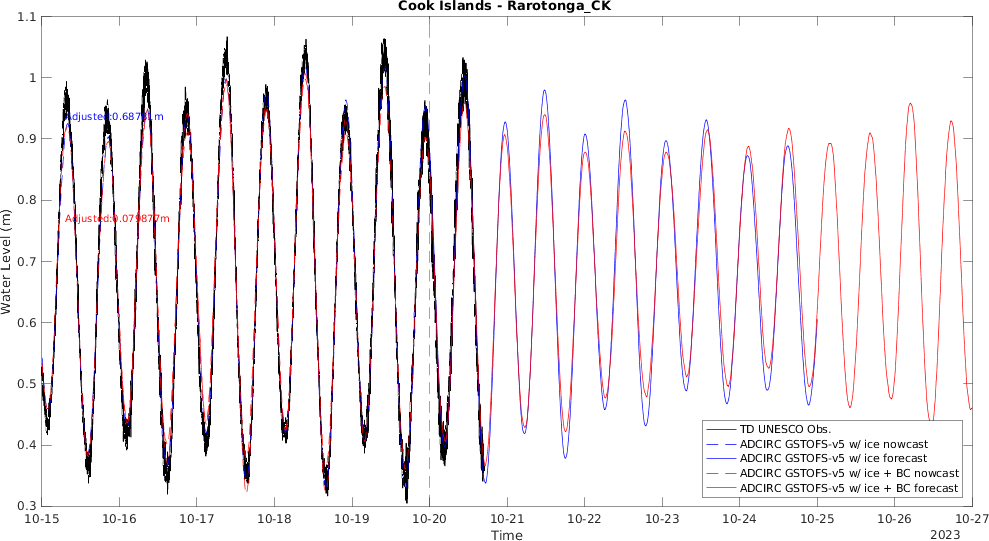 Cook Islands - Rarotonga_CK
1.1
1
0.9
0.8
0.7
0.6
0.5
0.4
0.3
Water Level (m)
Adjusted:0.079877m
10-15
10-16
10-17
10-18
10-19
10-20
10-21
10-22
10-23
10-24
10-25
10-26
10-27
Time
2023
TD UNESCO Obs.
ADCIRC GSTOFS-v5 w/ ice nowcast
ADCIRC GSTOFS-v5 w/ ice forecast
ADCIRC GSTOFS-v5 w/ ice + BC nowcast
ADCIRC GSTOFS-v5 w/ ice + BC forecast